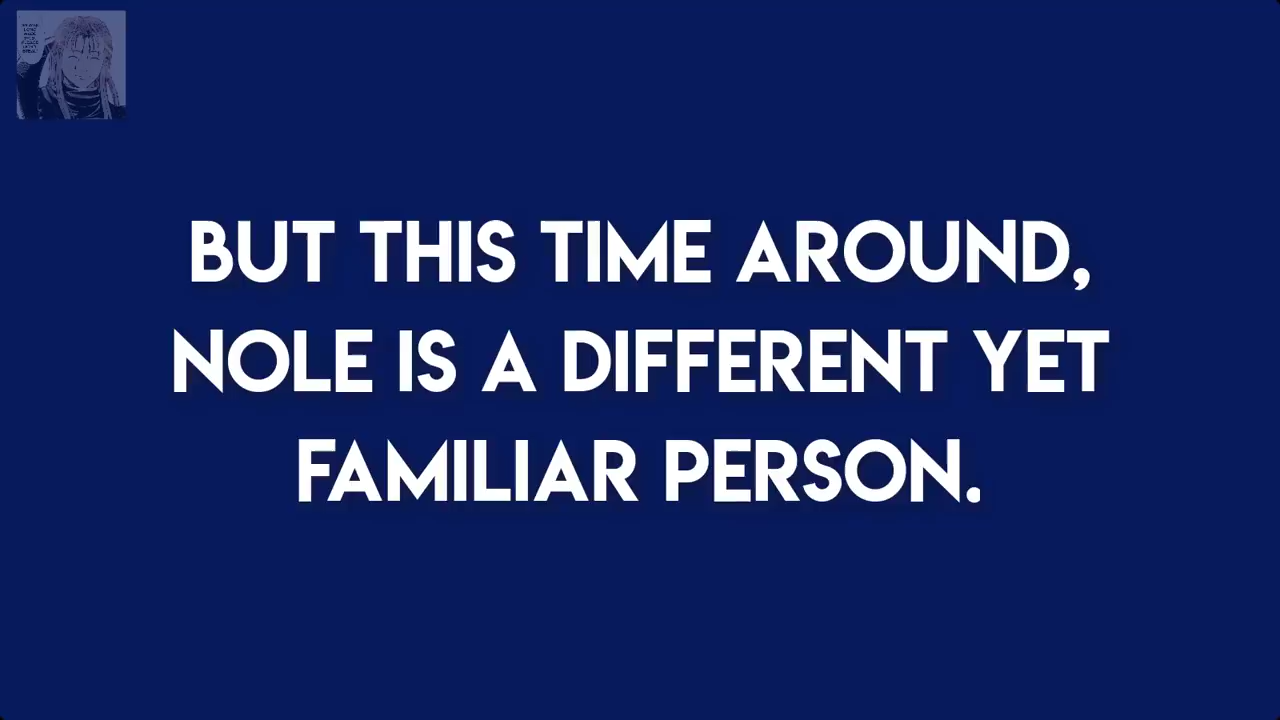 BUT THIS TIME AROUND,
NOLE IS A DIFFERENT YET
FAMILIAR PERSON.